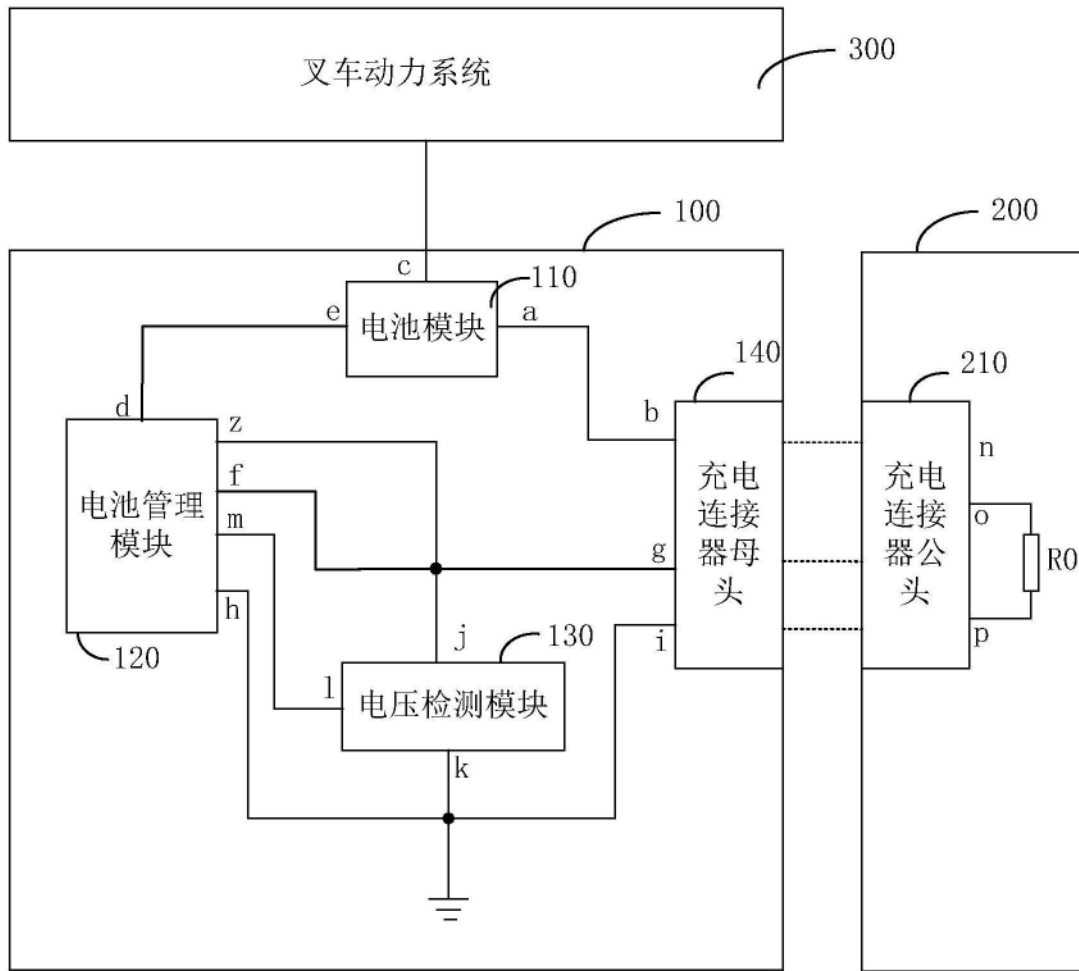 叉车动力系统
300
100
200
c
110
e
电池模块
a
140
210
d
b
z
n
f
充电
连接
器母
头
充电
连接
器公
头
电池管理
模块
m
o
g
R0
h
i
p
j
130
120
l
电压检测模块
k